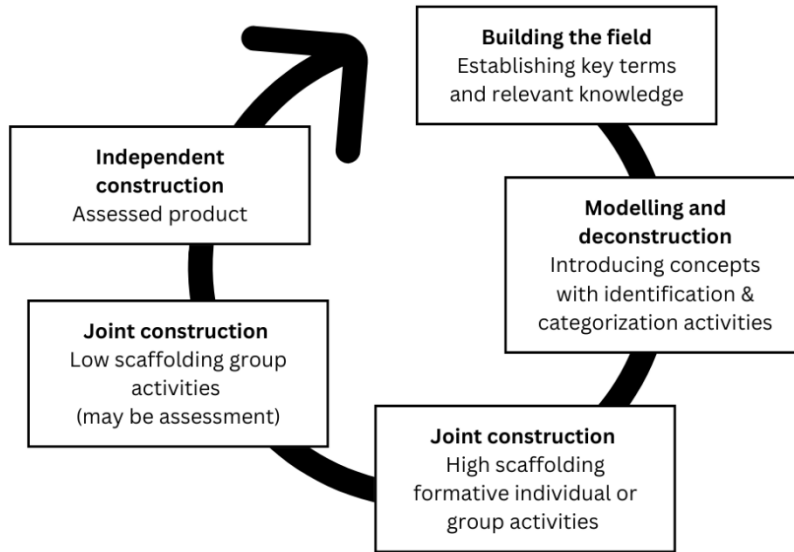 Building the field
Establishing key terms
and relevant knowledge
Modelling and
deconstruction
Introducing concepts
with identification &
categorization activities
Joint construction
High scaffolding
formative individual or
group activities
Joint construction
Low scaffolding group
activities
(may be assessment)
Independent
construction
Assessed product